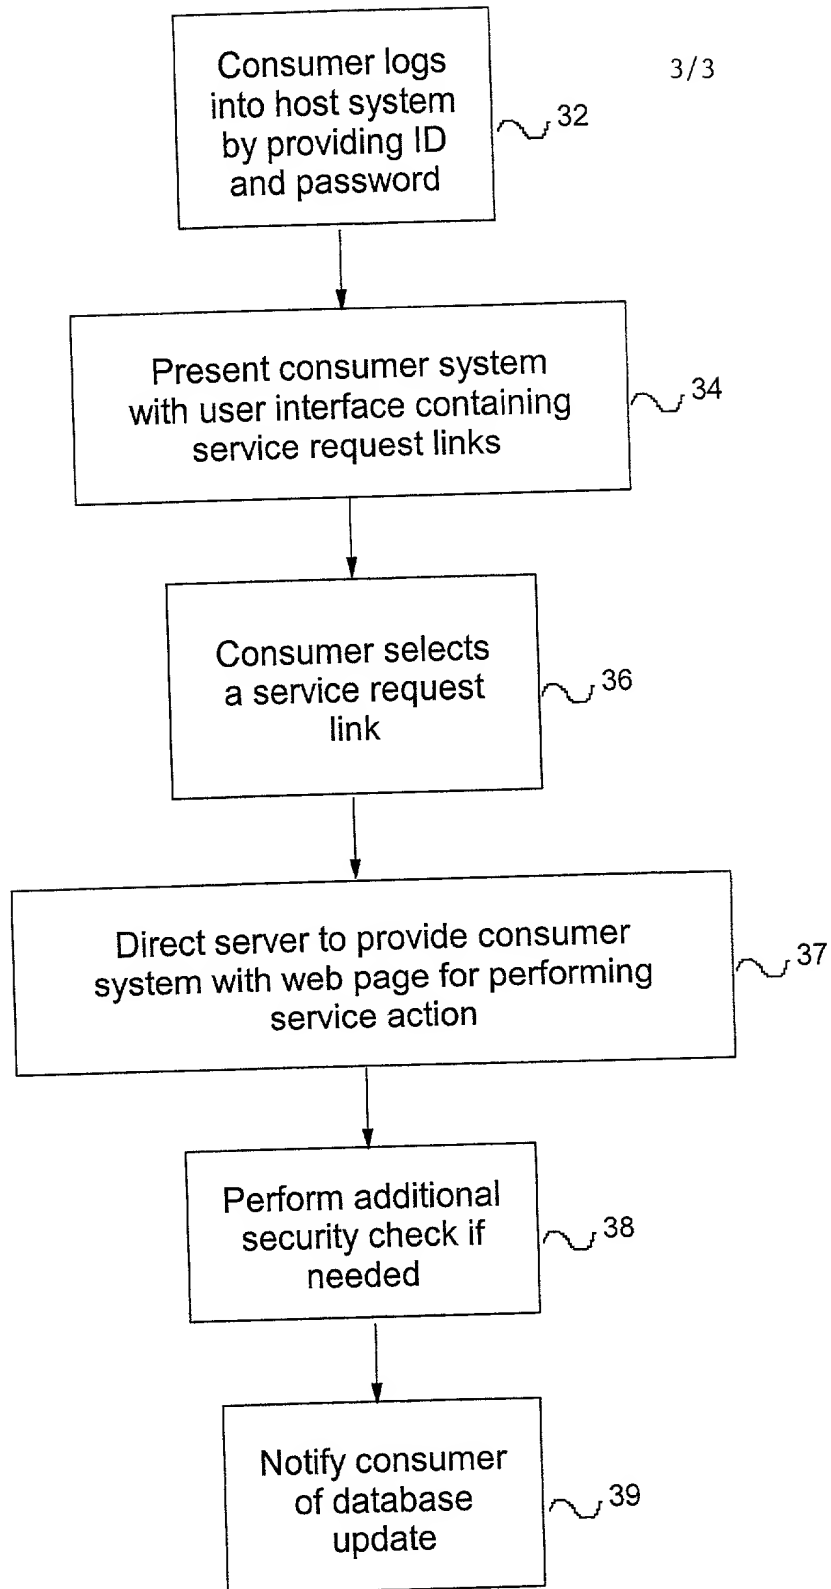 3/3
Consumer logs
into host system
by providing ID
and password
32
Present consumer system
with user interface containing
service request links
34
Consumer selects
a service request
link
36
Direct server to provide consumer
system with web page for performing
service action
37
Perform additional
security check if
needed
38
Notify consumer
of database
update
39